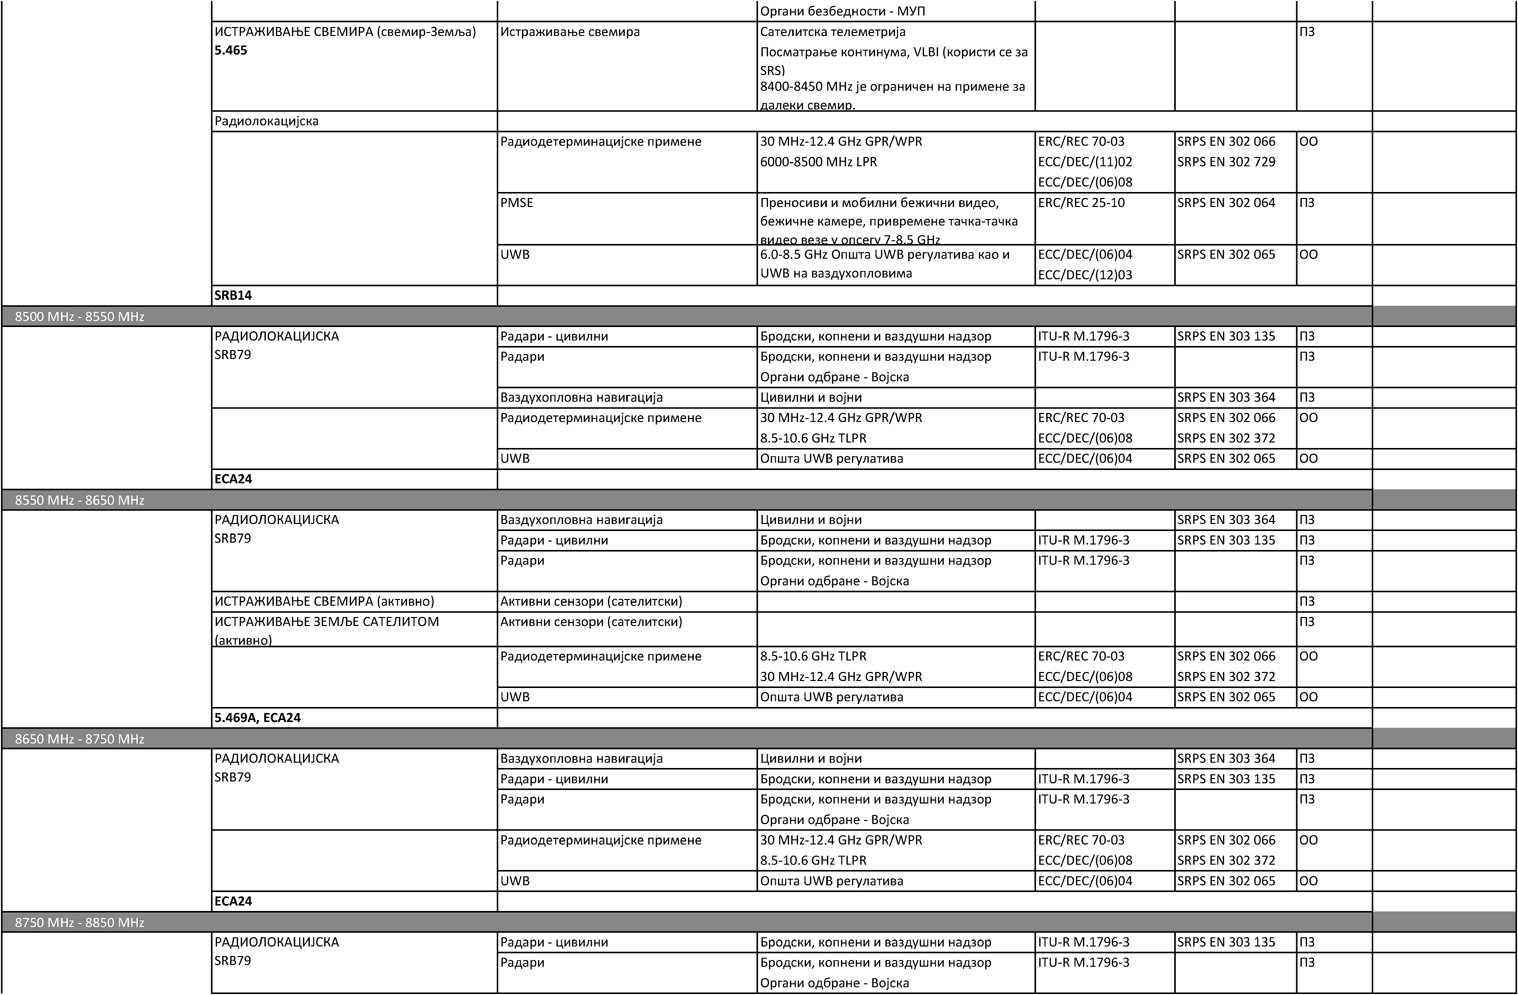 Органи безбедности - МУП
ИСТРАЖИВАЊЕ СВЕМИРА (свемир-Земља) Истраживање свемира Сателитска телеметрија ПЗ
5.465 Посматрање континума, VLBI (користи се за
SRS)
8400-8450 MHz је ограничен на примене за
далеки свемир.
Радиолокацијска
Радиодетерминацијске примене 30 MHz-12.4 GHz GPR/WPR ERC/REC 70-03 SRPS EN 302 066 ОО
6000-8500 MHz LPR ECC/DEC/(11)02 SRPS EN 302 729
ECC/DEC/(06)08
PMSE Преносиви и мобилни бежични видео, ERC/REC 25-10 SRPS EN 302 064 ПЗ
бежичне камере, привремене тачка-тачка
видео везе у опсегу 7-8.5 GHz
UWB 6.0-8.5 GHz Општа UWB регулатива као и ECC/DEC/(06)04 SRPS EN 302 065 ОО
UWB на ваздухопловима ECC/DEC/(12)03
SRB14
8500 MHz - 8550 MHz
РАДИОЛОКАЦИЈСКА Радари - цивилни Бродски, копнени и ваздушни надзор ITU-R M.1796-3 SRPS EN 303 135 ПЗ
SRB79 Радари Бродски, копнени и ваздушни надзор ITU-R M.1796-3 ПЗ
Органи одбране - Војска
Ваздухопловна навигација Цивилни и војни SRPS EN 303 364 ПЗ
Радиодетерминацијске примене 30 MHz-12.4 GHz GPR/WPR ERC/REC 70-03 SRPS EN 302 066 ОО
8.5-10.6 GHz TLPR ECC/DEC/(06)08 SRPS EN 302 372
UWB Општа UWB регулатива ECC/DEC/(06)04 SRPS EN 302 065 ОО
ECA24
8550 MHz - 8650 MHz
РАДИОЛОКАЦИЈСКА Ваздухопловна навигација Цивилни и војни SRPS EN 303 364 ПЗ
SRB79 Радари - цивилни Бродски, копнени и ваздушни надзор ITU-R M.1796-3 SRPS EN 303 135 ПЗ
Радари Бродски, копнени и ваздушни надзор ITU-R M.1796-3 ПЗ
Органи одбране - Војска
ИСТРАЖИВАЊЕ СВЕМИРА (активно) Активни сензори (сателитски) ПЗ
ИСТРАЖИВАЊЕ ЗЕМЉЕ САТЕЛИТОМ Активни сензори (сателитски) ПЗ
(активно)
Радиодетерминацијске примене 8.5-10.6 GHz TLPR ERC/REC 70-03 SRPS EN 302 066 ОО
30 MHz-12.4 GHz GPR/WPR ECC/DEC/(06)08 SRPS EN 302 372
UWB Општа UWB регулатива ECC/DEC/(06)04 SRPS EN 302 065 ОО
5.469A, ECA24
8650 MHz - 8750 MHz
РАДИОЛОКАЦИЈСКА Ваздухопловна навигација Цивилни и војни SRPS EN 303 364 ПЗ
SRB79 Радари - цивилни Бродски, копнени и ваздушни надзор ITU-R M.1796-3 SRPS EN 303 135 ПЗ
Радари Бродски, копнени и ваздушни надзор ITU-R M.1796-3 ПЗ
Органи одбране - Војска
Радиодетерминацијске примене 30 MHz-12.4 GHz GPR/WPR ERC/REC 70-03 SRPS EN 302 066 ОО
8.5-10.6 GHz TLPR ECC/DEC/(06)08 SRPS EN 302 372
UWB Општа UWB регулатива ECC/DEC/(06)04 SRPS EN 302 065 ОО
ECA24
8750 MHz - 8850 MHz
РАДИОЛОКАЦИЈСКА Радари - цивилни Бродски, копнени и ваздушни надзор ITU-R M.1796-3 SRPS EN 303 135 ПЗ
SRB79 Радари Бродски, копнени и ваздушни надзор ITU-R M.1796-3 ПЗ
Органи одбране - Војска